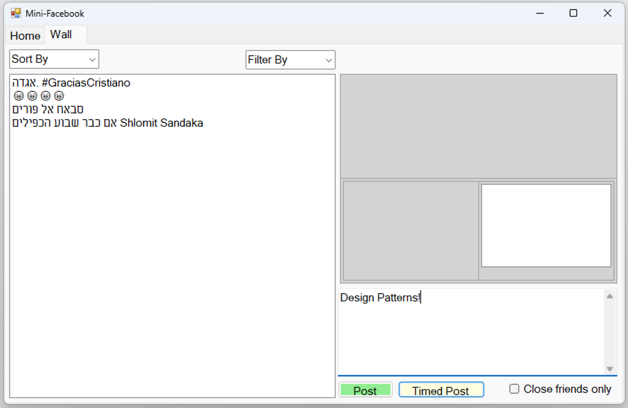 Mini-Facebook
Home Wall
Sort By Filter By
אגדה. #GraciasCristiano
סבאח אל פורים
אם כבר שבוע הכפילים Shlomit Sandaka
Design Patterns!
Post Timed Post Close friends only